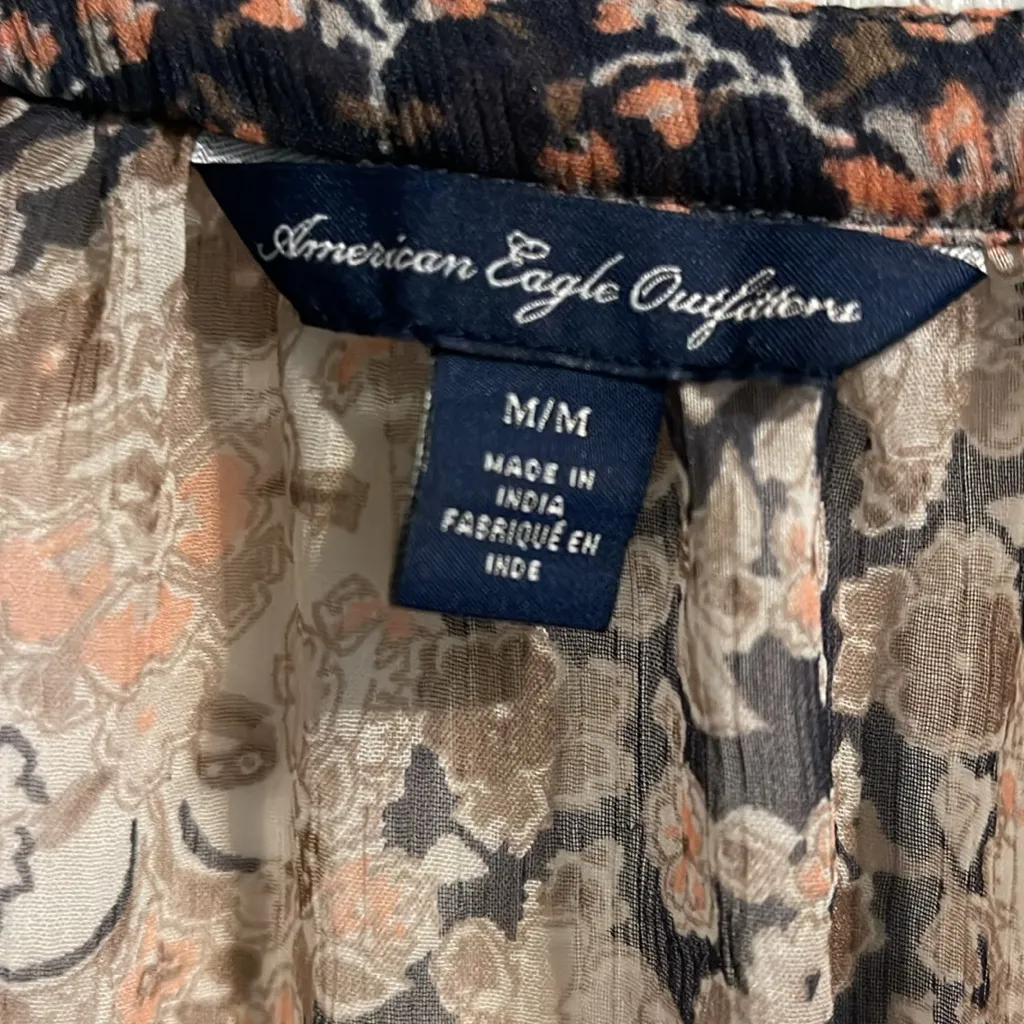 American Eagle Outfitters
M/M
MADE IN
INDIA
FABRIQUÉ EN
INDE